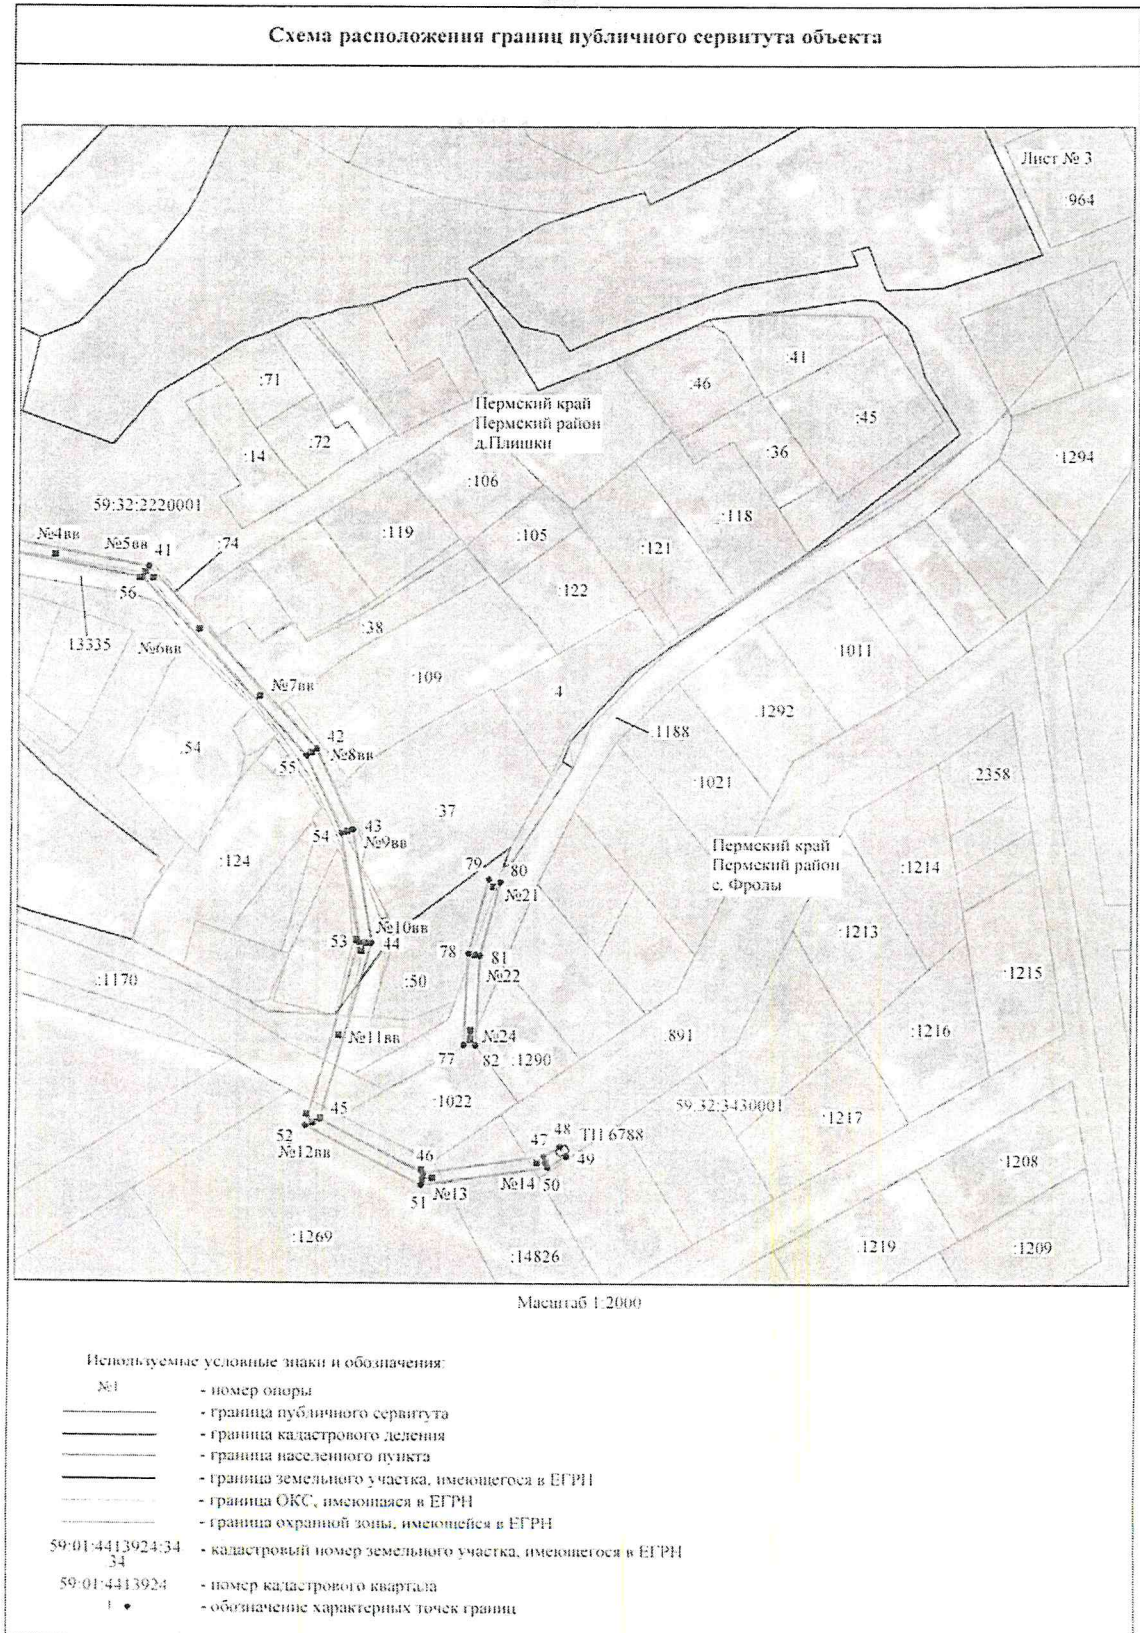 Схема расположения границ публичного сервитута объекта
Лист № 3
:964
:41
:46
:71
Пермский край
Пермский район
д.Плишки
:45
:72
:14
:36
:1294
:106
59:32:2220001
:118
№4вв
№5вв
41
:74
:119
:105
:121
56
:122
13335
№6вв
:38
1011
:109
№7вв
4
:1292
:54
42
№8вв
55
:1188
:1021
2358
:37
43
54
№9вв
:124
Пермский край
Пермский район
с. Фролы
79
80
№21
:1214
№10вв
53
44
78
81
№22
:1213
:1170
:50
:1215
№11вв
№24
77
82
:1290
891
:1216
:1022
59:32:3430001
45
:1217
52
№12вв
48
ТП 6788
47
49
46
№13
№14
50
51
:1208
:1269
:14826
:1219
:1209
Масштаб 1:2000
Используемые условные знаки и обозначения:
№1 - номер опоры
- граница публичного сервитута
- граница кадастрового деления
- граница населенного пункта
- граница земельного участка, имеющегося в ЕГРН
- граница ОКС, имеющаяся в ЕГРН
- граница охранной зоны, имеющейся в ЕГРН
59:01:4413924:34
34
- кадастровый номер земельного участка, имеющегося в ЕГРН
59:01:4413924 - номер кадастрового квартала
1 - обозначение характерных точек границ